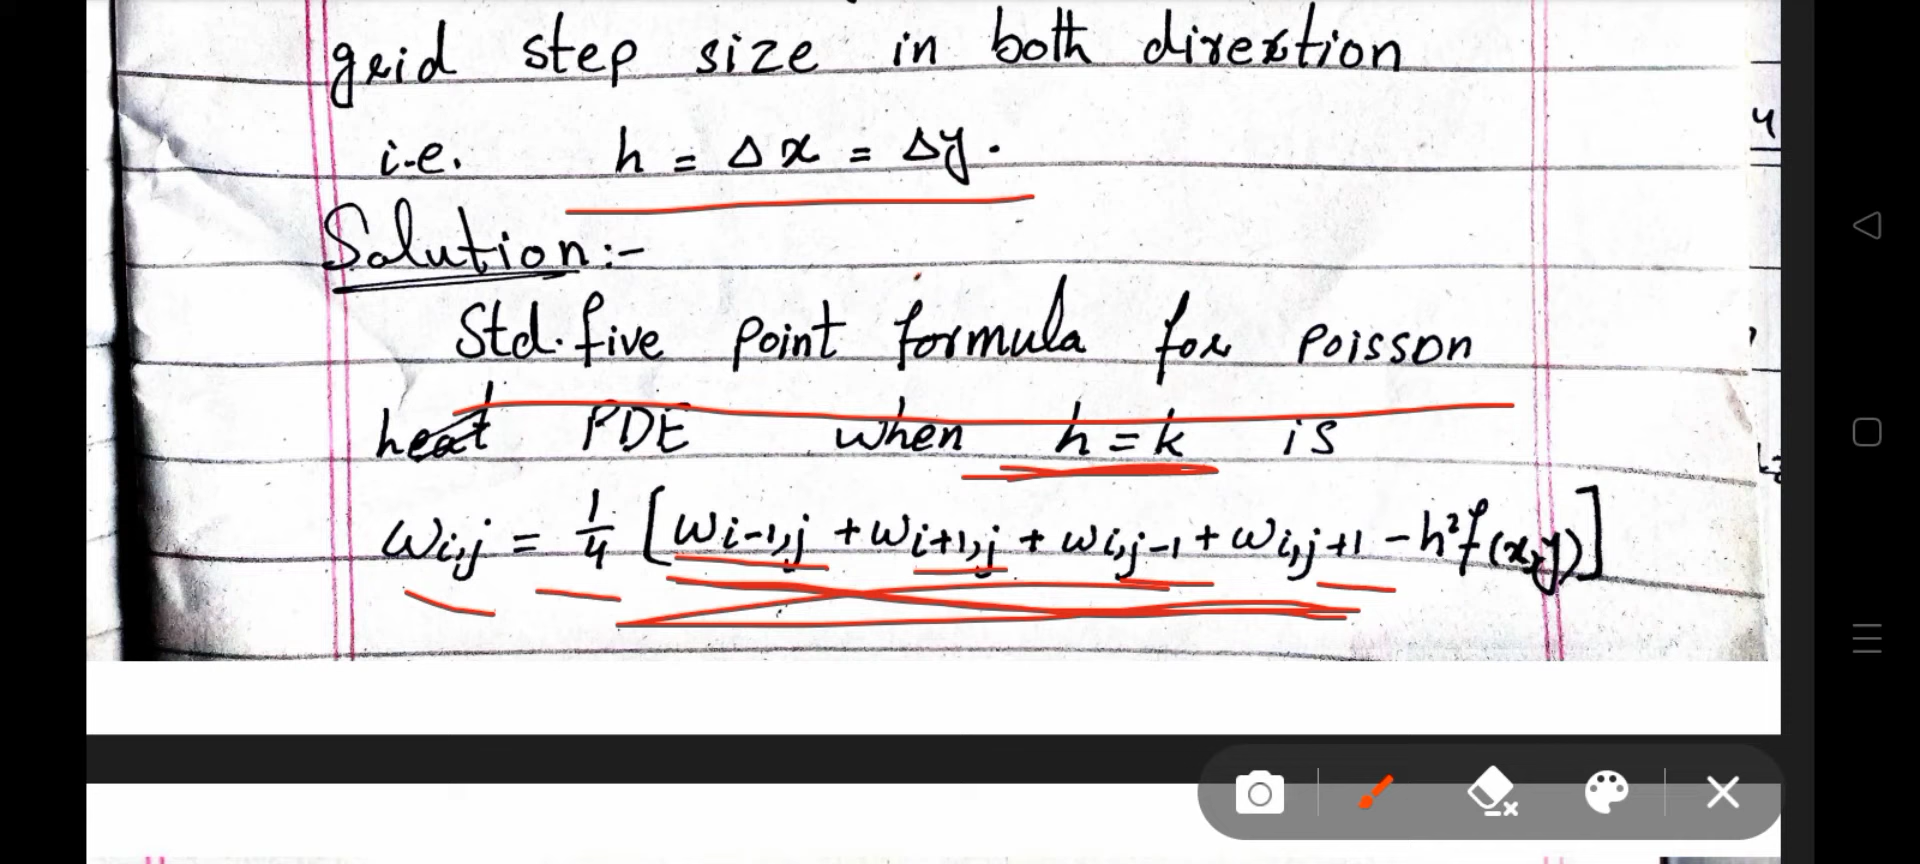 grid step size in both direction
i.e. h = Δx = Δy.
Solution:-
Std. five point formula for poisson
heat PDE when h = k is
wi,j = 1/4 [wi-1,j + wi+1,j + wi,j-1 + wi,j+1 - h²f(x,y)]